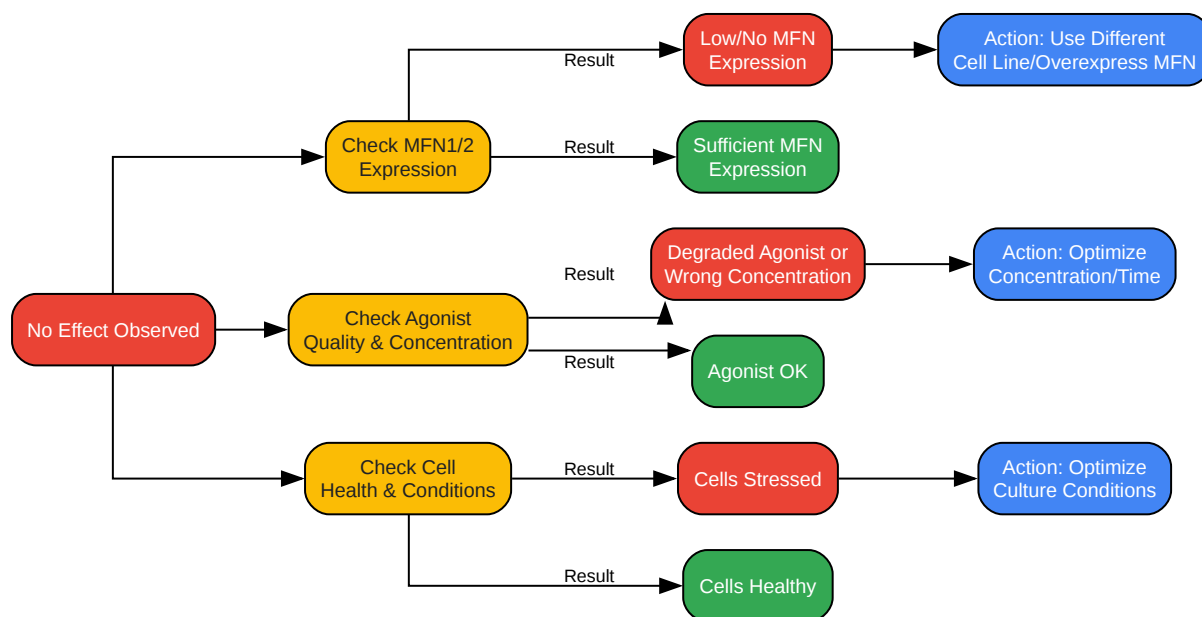 Low/No MFN
Expression
Action: Use Different
Cell Line/Overexpress MFN
Result
Check MFN1/2
Expression
Result
Sufficient MFN
Expression
Degraded Agonist or
Wrong Concentration
Action: Optimize
Concentration/Time
Result
No Effect Observed
Check Agonist
Quality & Concentration
Result
Agonist OK
Check Cell
Health & Conditions
Result
Cells Stressed
Action: Optimize
Culture Conditions
Result
Cells Healthy